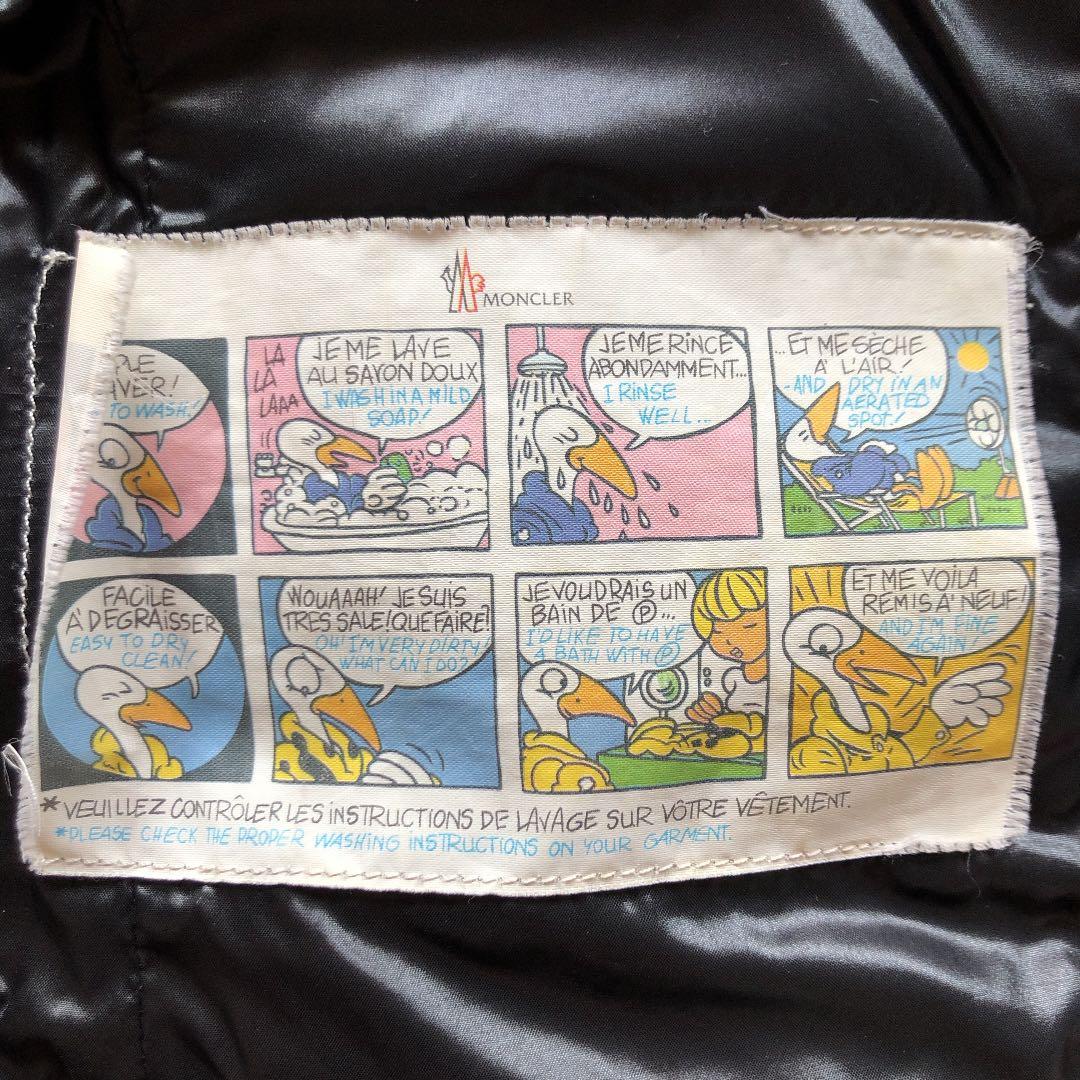 MONCLER
PLE
AVER!
TO WASH!
LA
LA
LAAA
JE ME LAVE
AU SAYON DOUX
I WASH IN A MILD
SOAP!
JE ME RINCE
ABONDAMMENT...
I RINSE
WELL...
...ET ME SÈCHE
A' L'AIR!
-AND DRY IN AN
AERATED
SPOT!
FACILE
A' DEGRAISSER
EASY TO DRY
CLEAN!
WOUAAAH! JE SUIS
TRES SALE! QUE FAIRE?
OH! I'M VERY DIRTY
WHAT CAN I DO?
JE VOUDRAIS UN
BAIN DE Ⓟ...
I'D LIKE TO HAVE
A BATH WITH Ⓟ
ET ME VOILA
REMIS A' NEUF!
AND I'M FINE
AGAIN
*VEUILLEZ CONTRÔLER LES INSTRUCTIONS DE LAVAGE SUR VÔTRE VÊTEMENT.
*PLEASE CHECK THE PROPER WASHING INSTRUCTIONS ON YOUR GARMENT.